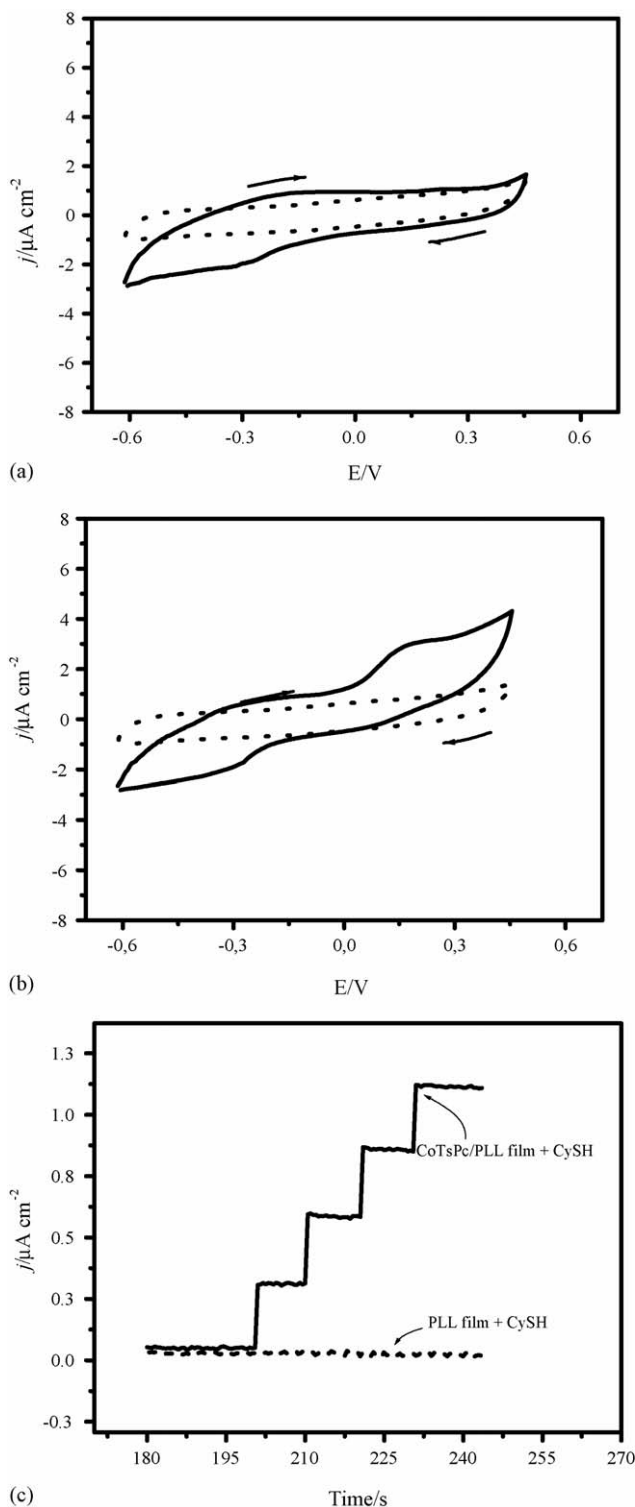 8
6
4
2
0
-2
-4
-6
-8
j/µA cm⁻²
-0.6 -0.3 0.0 0.3 0.6
E/V
(a)
8
6
4
2
0
-2
-4
-6
-8
j/µA cm⁻²
-0,6 -0,3 0,0 0,3 0,6
E/V
(b)
1.3
1.0
0.8
0.5
0.3
0.0
-0.3
j/µA cm⁻²
CoTsPc/PLL film + CySH
PLL film + CySH
180 195 210 225 240 255 270
Time/s
(c)